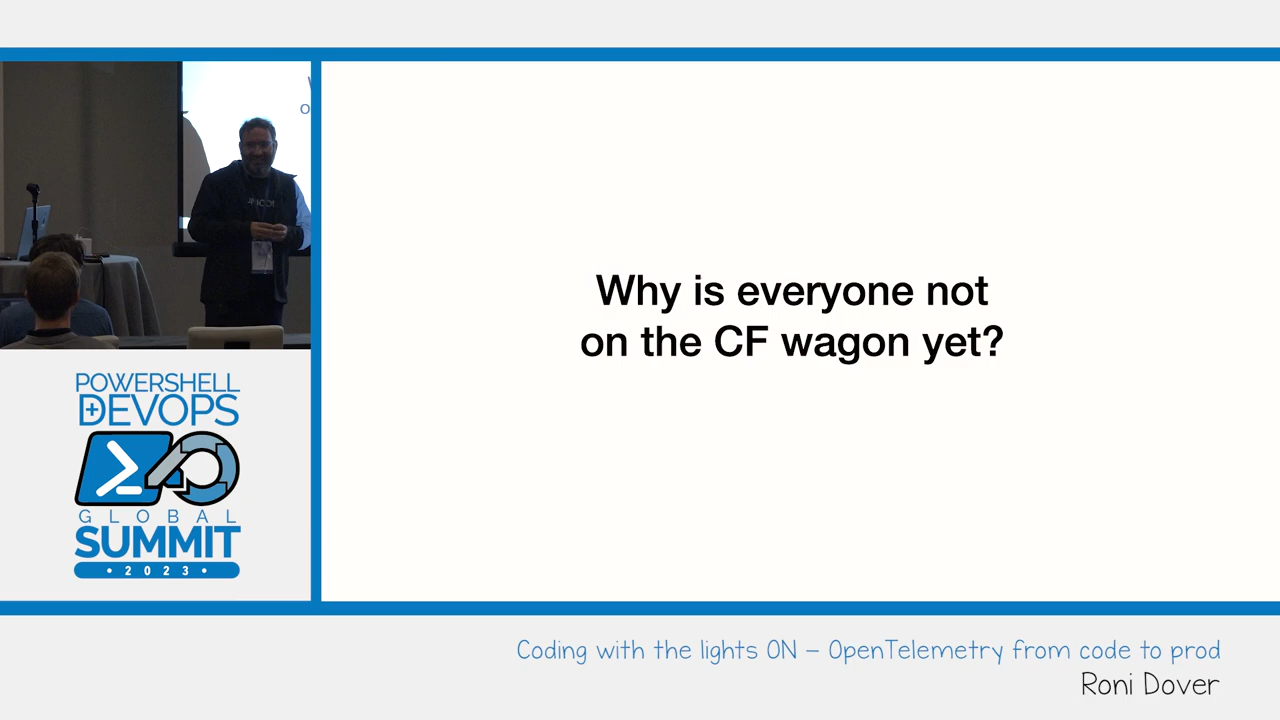 Why is everyone not
on the CF wagon yet?
POWERSHELL
+DEVOPS
GLOBAL
SUMMIT
• 2023 •
Coding with the lights ON – OpenTelemetry from code to prod
Roni Dover